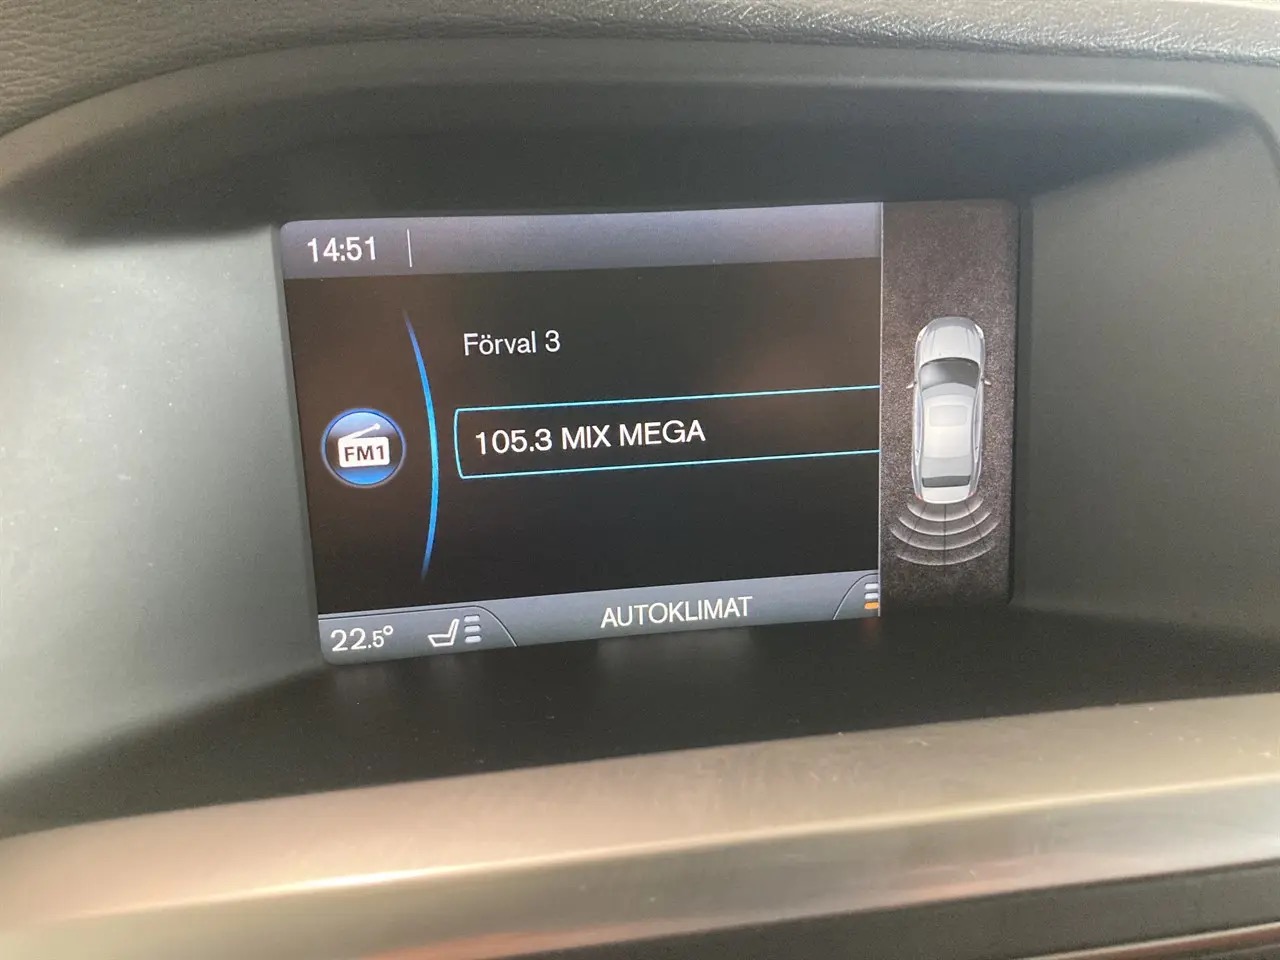 14:51
Förval 3
FM1
105.3 MIX MEGA
22.5°
AUTOKLIMAT